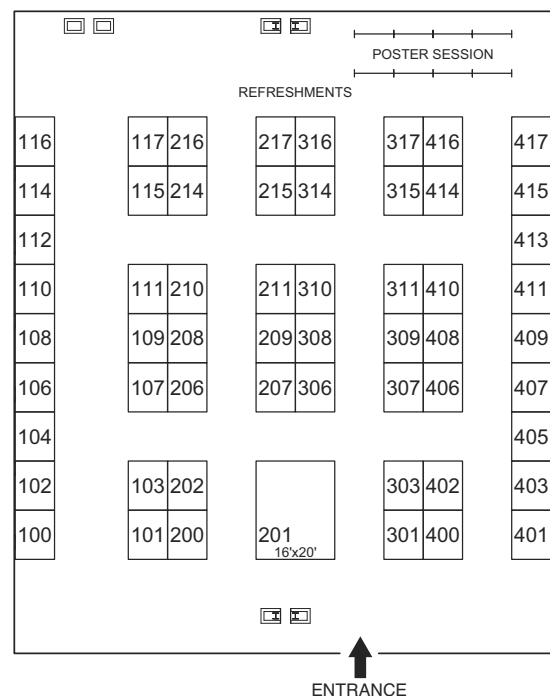 POSTER SESSION
REFRESHMENTS
116 117 216 217 316 317 416 417
114 115 214 215 314 315 414 415
112 413
110 111 210 211 310 311 410 411
108 109 208 209 308 309 408 409
106 107 206 207 306 307 406 407
104 405
102 103 202 303 402 403
100 101 200 201 301 400 401
16'x20'
ENTRANCE